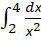 ∫₂⁴ dx/x²